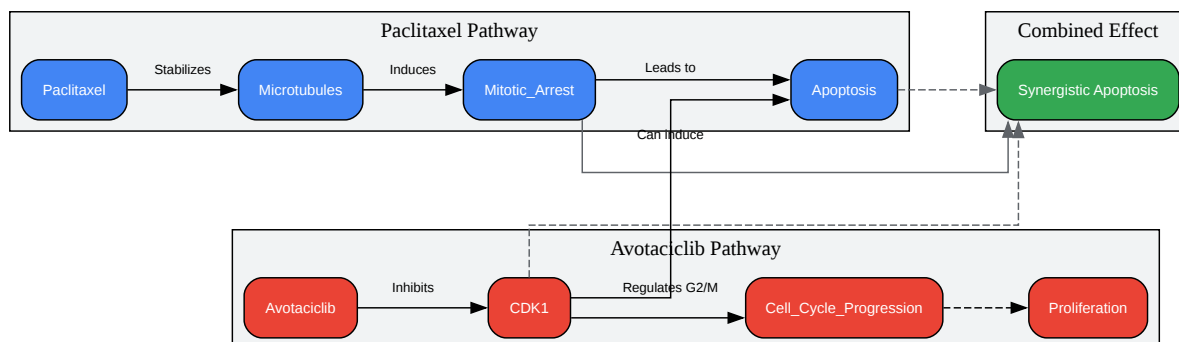 Paclitaxel Pathway
Combined Effect
Paclitaxel
Stabilizes
Microtubules
Induces
Mitotic_Arrest
Leads to
Apoptosis
Synergistic Apoptosis
Can induce
Avotaciclib Pathway
Avotaciclib
Inhibits
CDK1
Regulates G2/M
Cell_Cycle_Progression
Proliferation